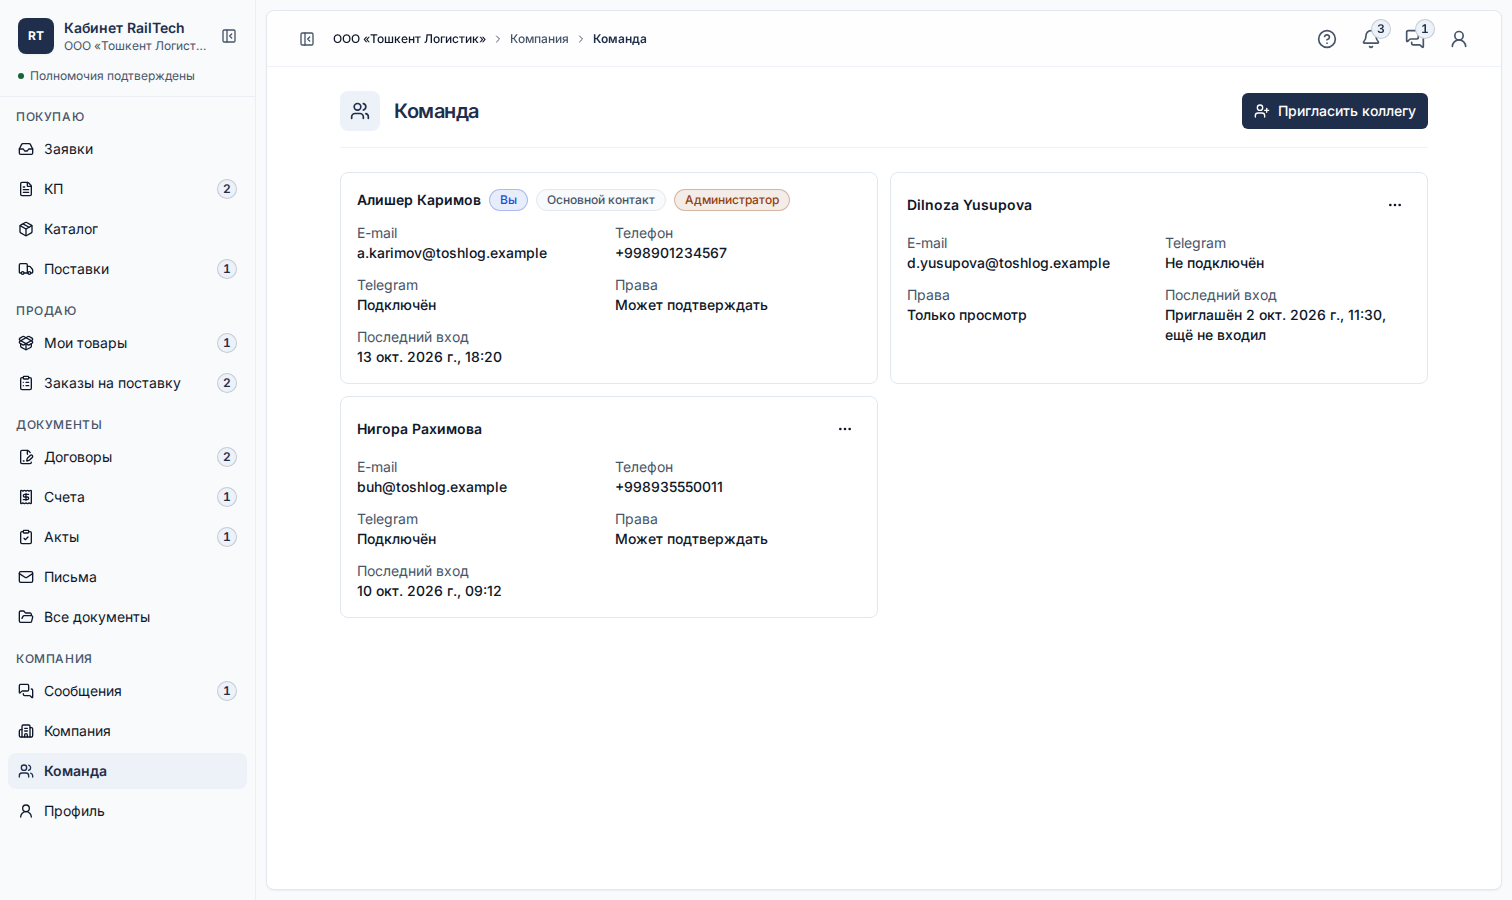 RT
Кабинет RailTech
ООО «Тошкент Логист...
Полномочия подтверждены
ПОКУПАЮ
Заявки
КП 2
Каталог
Поставки 1
ПРОДАЮ
Мои товары 1
Заказы на поставку 2
ДОКУМЕНТЫ
Договоры 2
Счета 1
Акты 1
Письма
Все документы
КОМПАНИЯ
Сообщения 1
Компания
Команда
Профиль
ООО «Тошкент Логистик» > Компания > Команда
3 1
Команда
Пригласить коллегу
Алишер Каримов Вы Основной контакт Администратор
E-mail Телефон
a.karimov@toshlog.example +998901234567
Telegram Права
Подключён Может подтверждать
Последний вход
13 окт. 2026 г., 18:20
Dilnoza Yusupova
E-mail Telegram
d.yusupova@toshlog.example Не подключён
Права Последний вход
Только просмотр Приглашён 2 окт. 2026 г., 11:30,
ещё не входил
Нигора Рахимова
E-mail Телефон
buh@toshlog.example +998935550011
Telegram Права
Подключён Может подтверждать
Последний вход
10 окт. 2026 г., 09:12